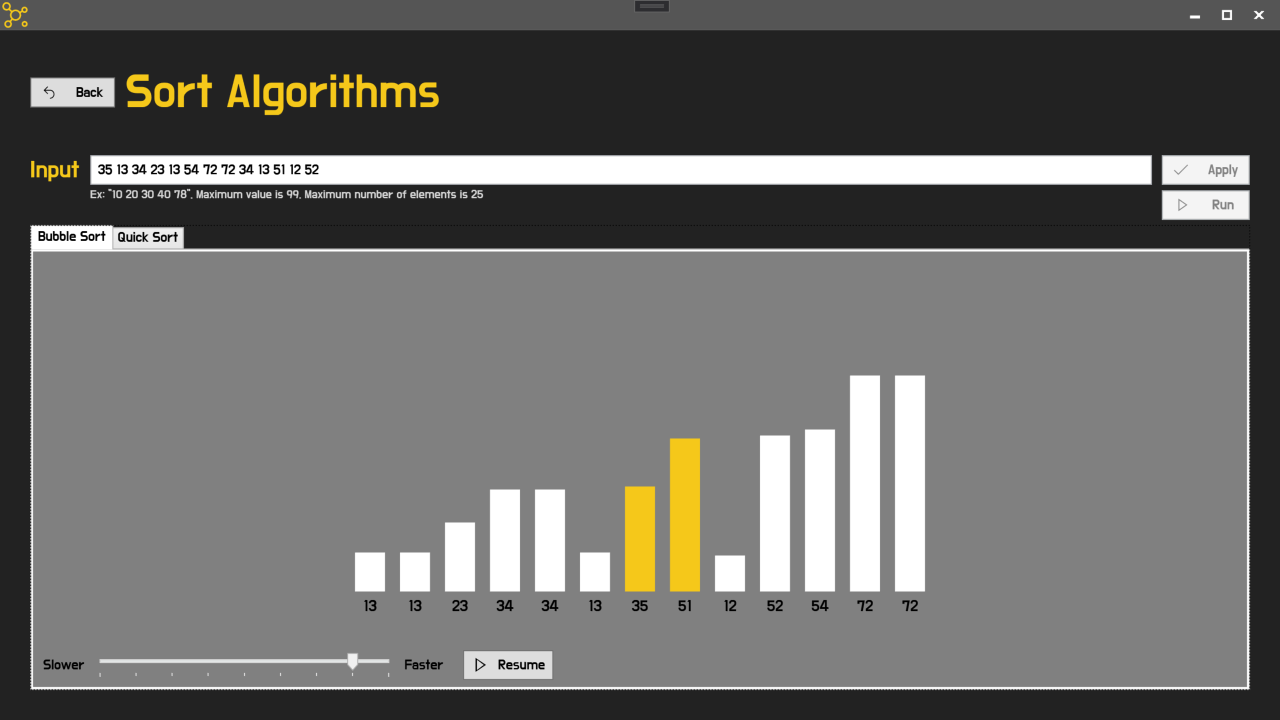 Back
Sort Algorithms
Input
35 13 34 23 13 54 72 72 34 13 51 12 52
Apply
Ex: "10 20 30 40 78", Maximum value is 99, Maximum number of elements is 25
Run
Bubble Sort Quick Sort
13 13 23 34 34 13 35 51 12 52 54 72 72
Slower Faster Resume